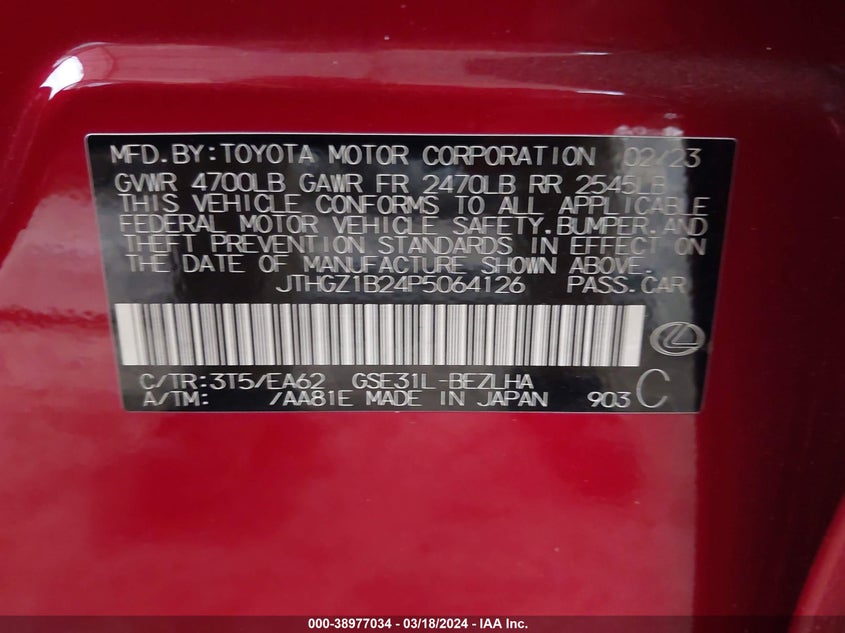 MFD.BY:TOYOTA MOTOR CORPORATION 02/23
GVWR 4700LB GAWR FR 2470LB RR 2545LB
THIS VEHICLE CONFORMS TO ALL APPLICABLE
FEDERAL MOTOR VEHICLE SAFETY.BUMPER.AND
THEFT PREVENTION STANDARDS IN EFFECT ON
THE DATE OF MANUFACTURE SHOWN ABOVE.
JTHGZ1B24P5064126 PASS.CAR
C/TR:3T5/EA62 GSE31L-BEZLHA
A/TM: /AA81E MADE IN JAPAN 903 C
000-38977034 - 03/18/2024 - IAA Inc.